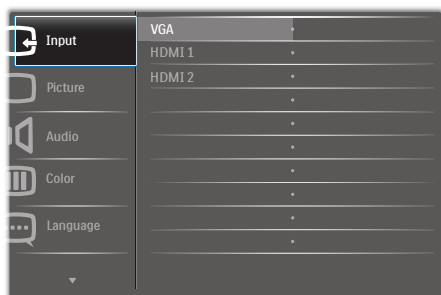 Input
Picture
Audio
Color
Language
VGA
HDMI 1
HDMI 2